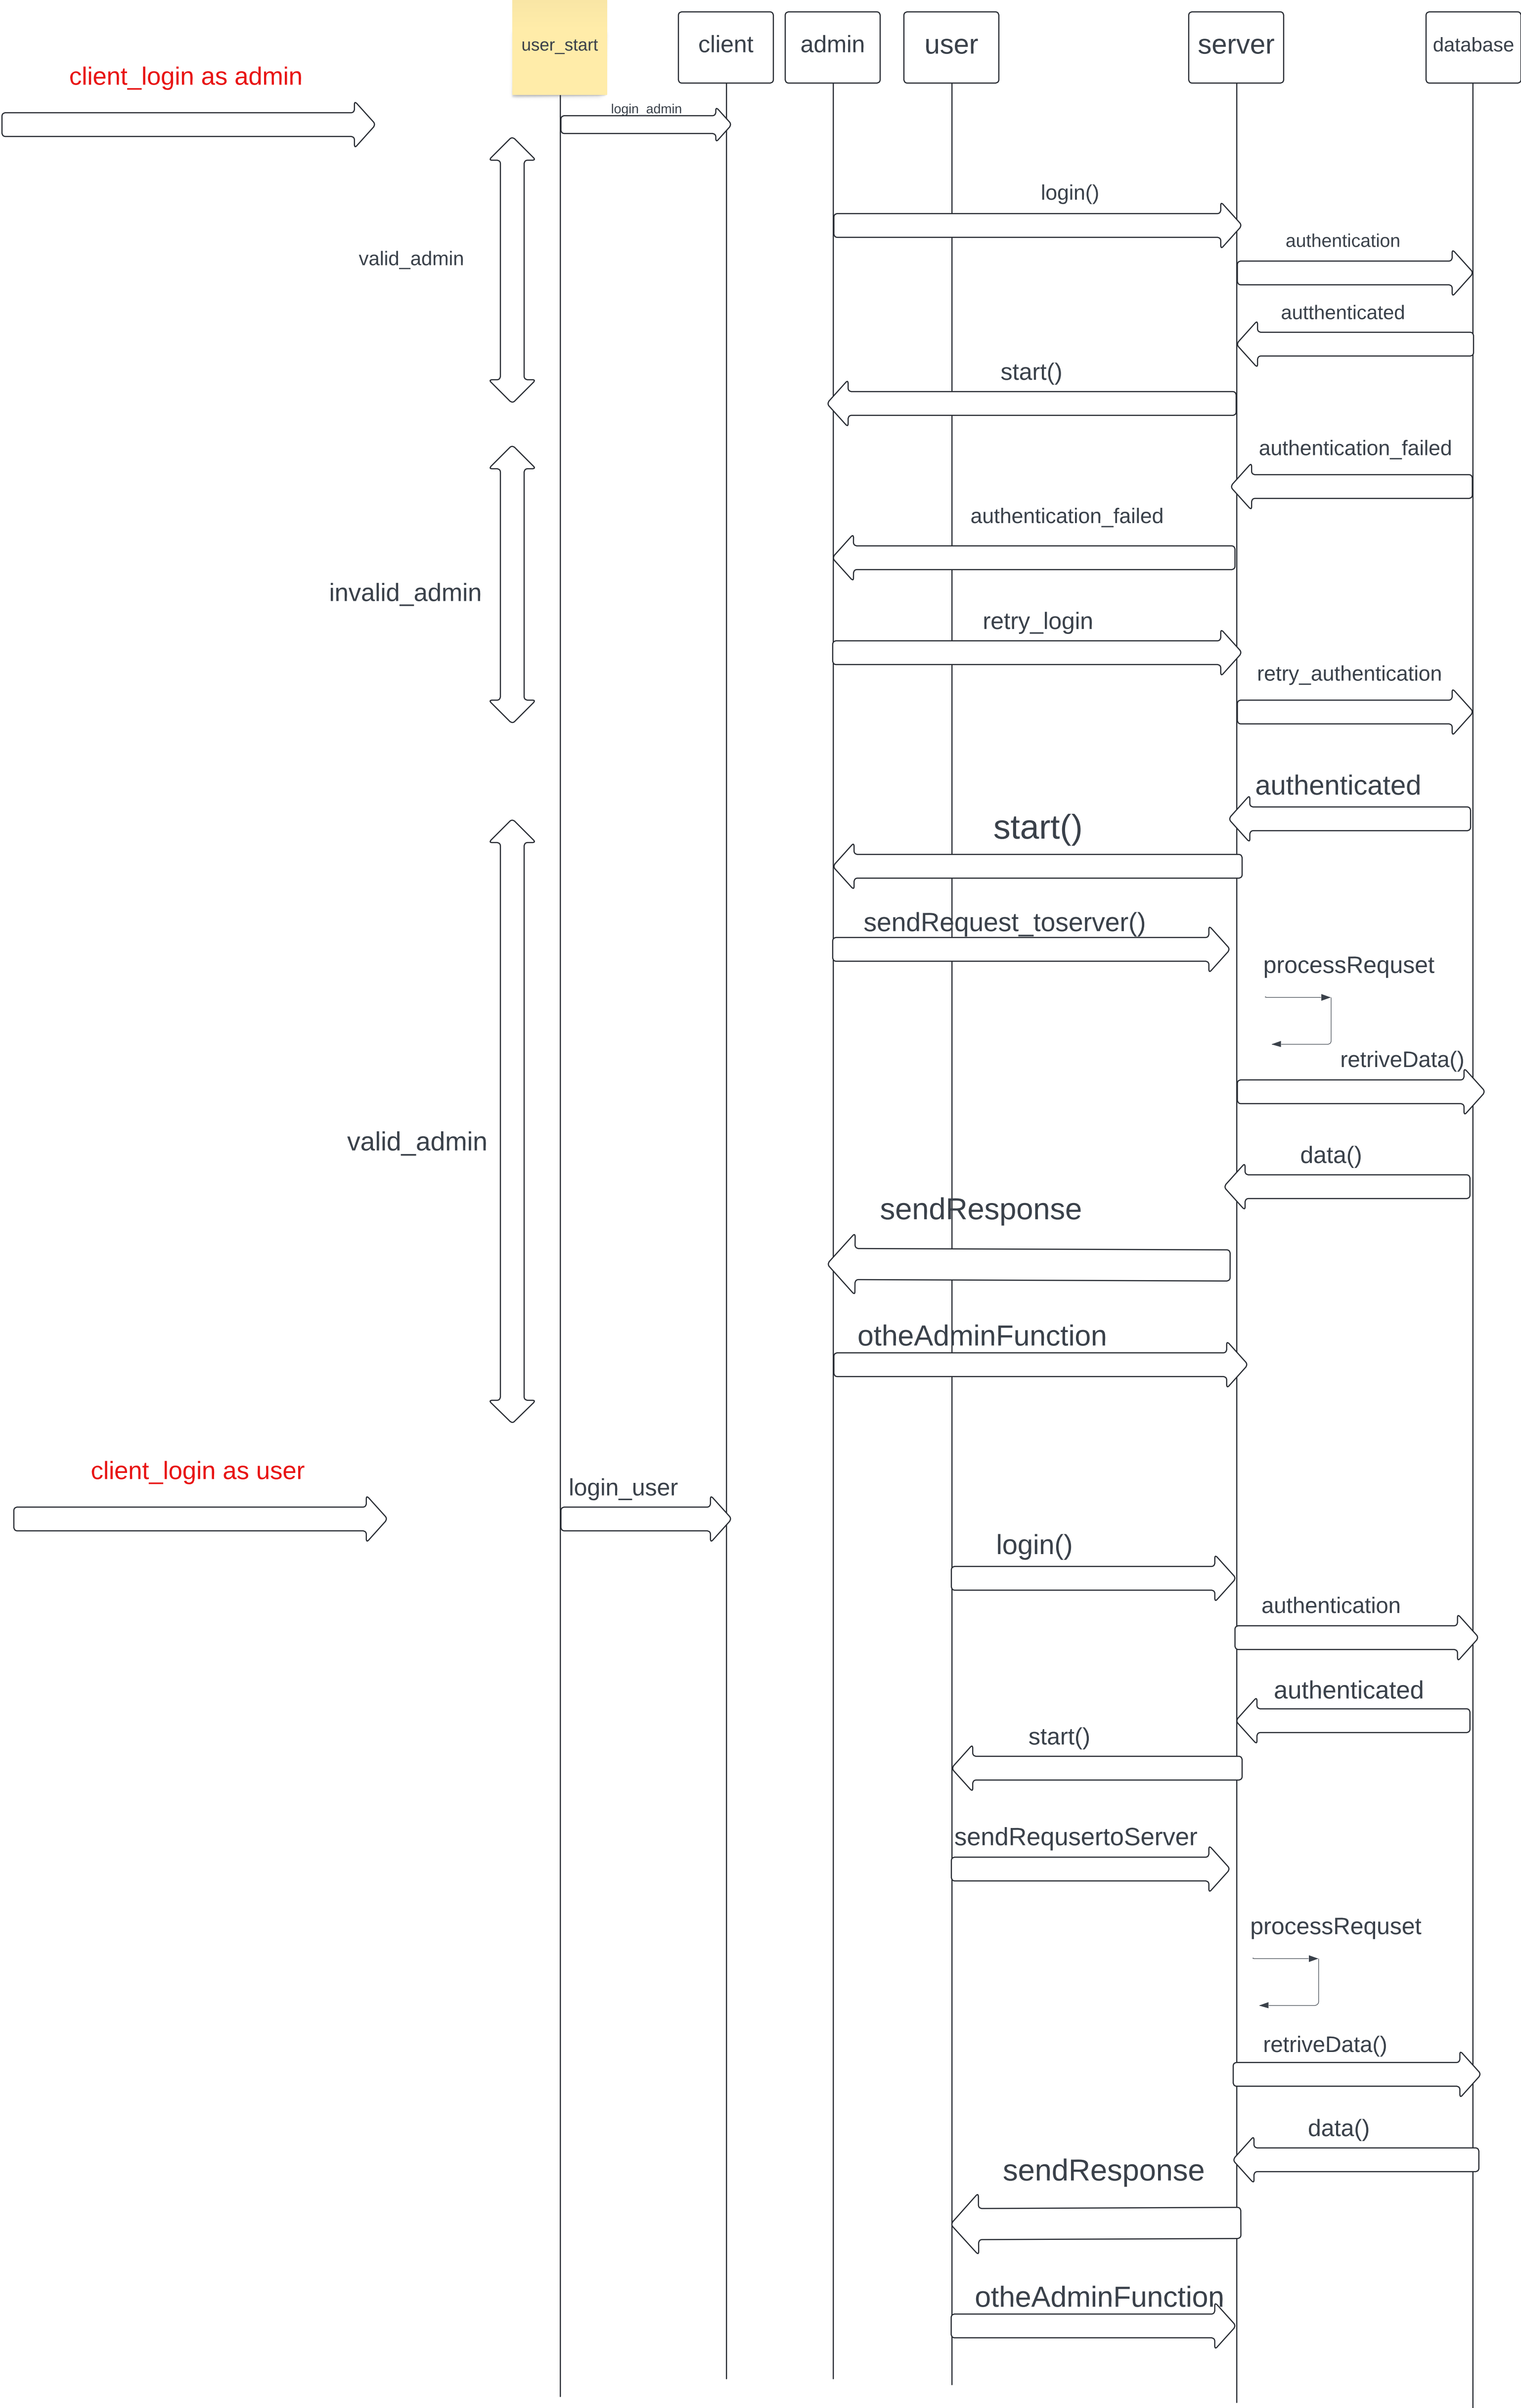 user_start
client
admin
user
server
database
client_login as admin
login_admin
login()
authentication
valid_admin
autthenticated
start()
authentication_failed
authentication_failed
invalid_admin
retry_login
retry_authentication
authenticated
start()
sendRequest_toserver()
processRequset
retriveData()
valid_admin
data()
sendResponse
otheAdminFunction
client_login as user
login_user
login()
authentication
authenticated
start()
sendRequsertoServer
processRequset
retriveData()
data()
sendResponse
otheAdminFunction